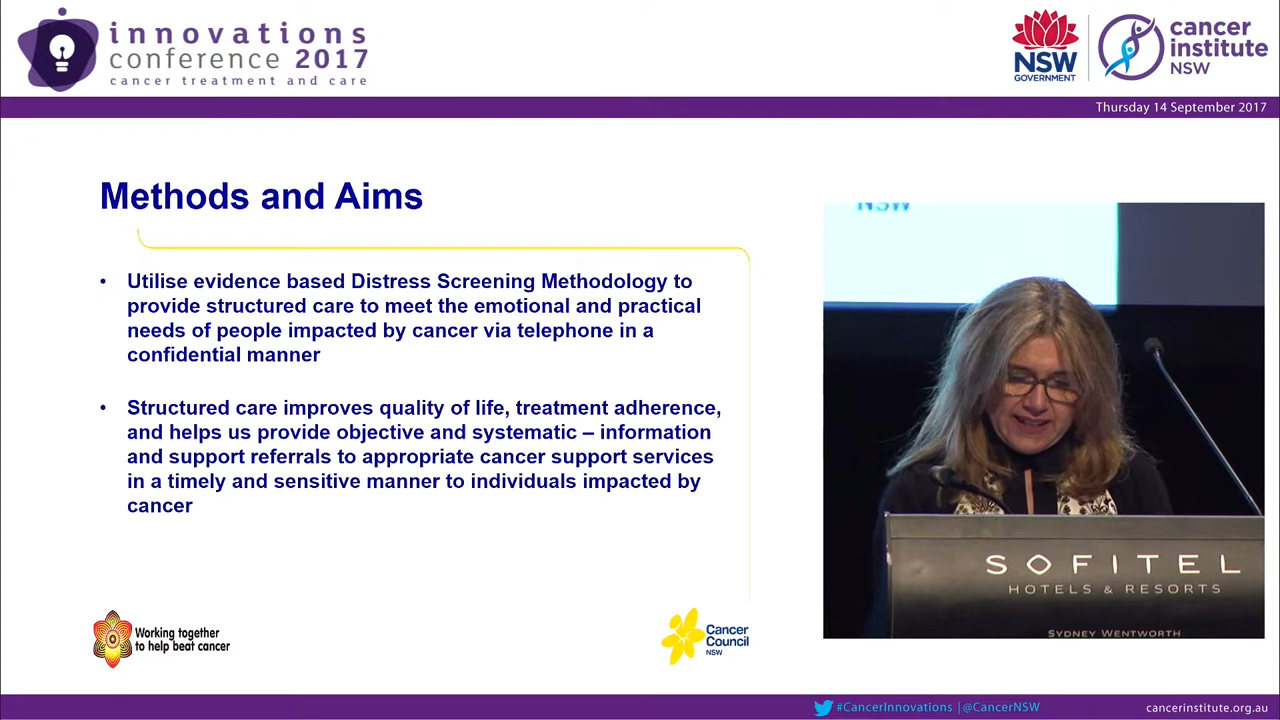 innovations
conference 2017
cancer treatment and care
NSW
GOVERNMENT
cancer
institute
NSW
Thursday 14 September 2017
Methods and Aims
• Utilise evidence based Distress Screening Methodology to
provide structured care to meet the emotional and practical
needs of people impacted by cancer via telephone in a
confidential manner
• Structured care improves quality of life, treatment adherence,
and helps us provide objective and systematic – information
and support referrals to appropriate cancer support services
in a timely and sensitive manner to individuals impacted by
cancer
NSW
SOFITEL
HOTELS & RESORTS
SYDNEY WENTWORTH
Working together
to help beat cancer
Cancer
Council
NSW
#CancerInnovations | @CancerNSW
cancerinstitute.org.au